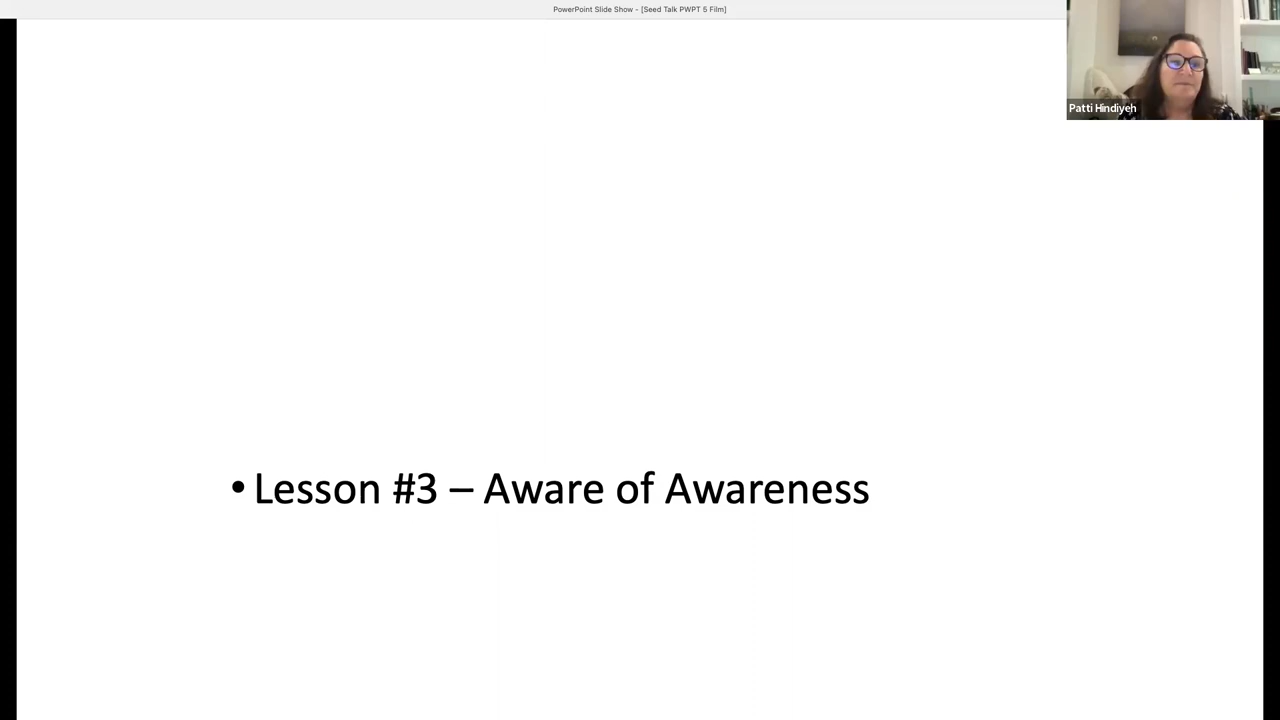 PowerPoint Slide Show - [Seed Talk PWPT 5 Film]
Patti Hindiyeh
• Lesson #3 – Aware of Awareness